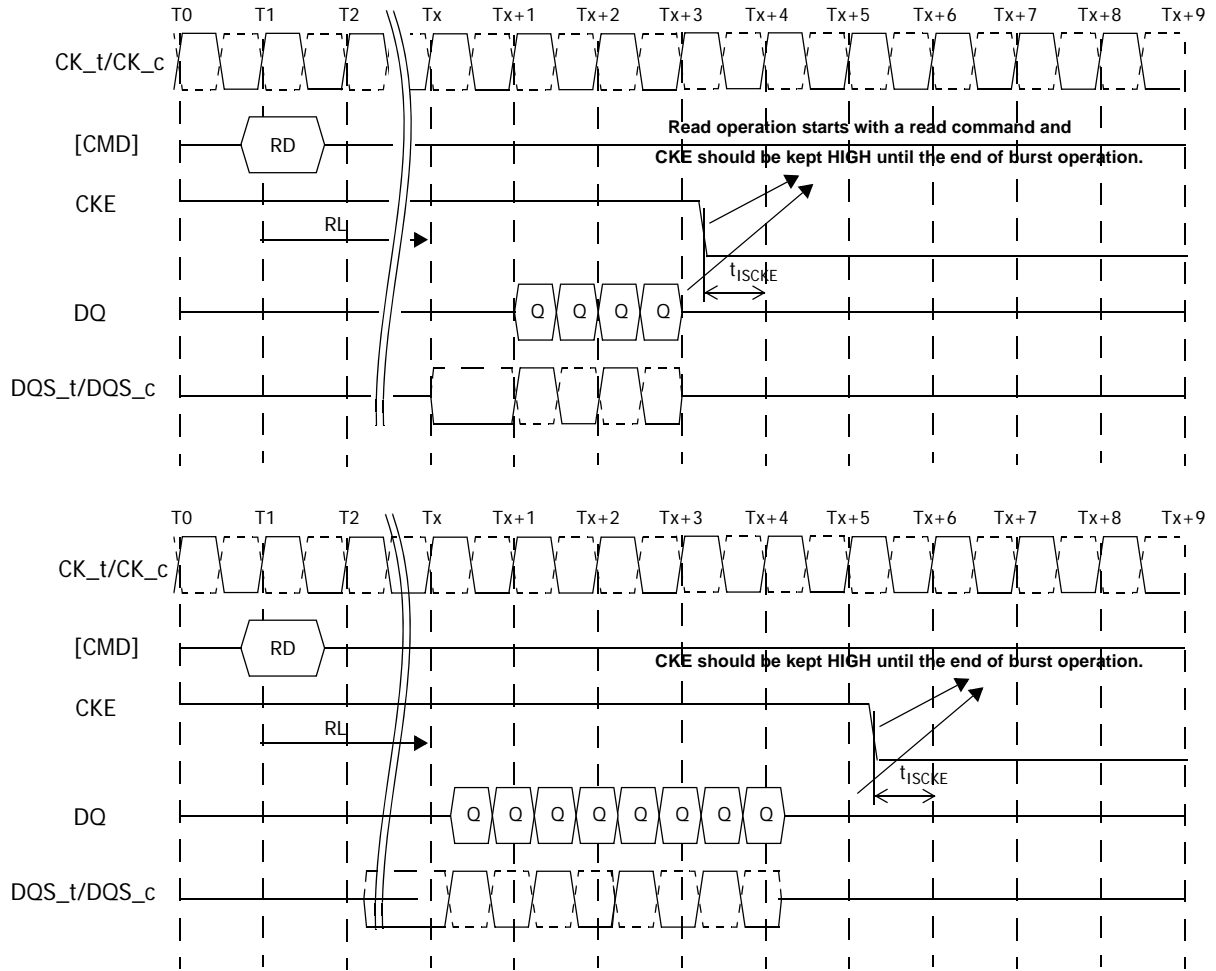 T0 T1 T2 Tx Tx+1 Tx+2 Tx+3 Tx+4 Tx+5 Tx+6 Tx+7 Tx+8 Tx+9
CK_t/CK_c
Read operation starts with a read command and
[CMD] RD
CKE should be kept HIGH until the end of burst operation.
CKE
RL
tISCKE
DQ Q Q Q Q
DQS_t/DQS_c
T0 T1 T2 Tx Tx+1 Tx+2 Tx+3 Tx+4 Tx+5 Tx+6 Tx+7 Tx+8 Tx+9
CK_t/CK_c
[CMD] RD
CKE should be kept HIGH until the end of burst operation.
CKE
RL
tISCKE
DQ Q Q Q Q Q Q Q Q
DQS_t/DQS_c